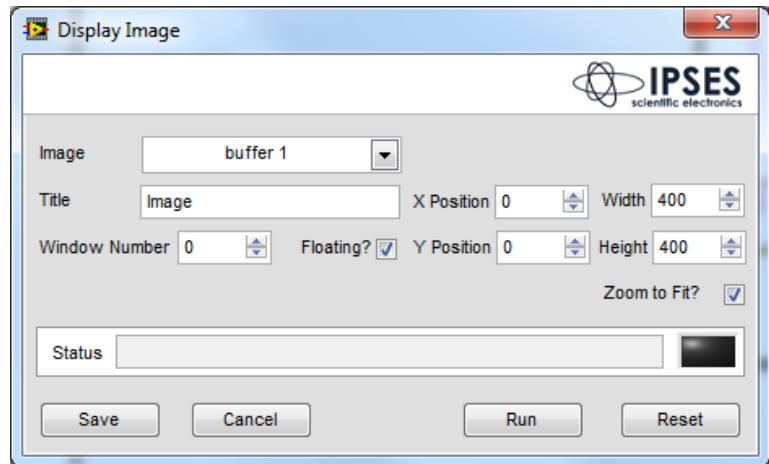 Display Image
IPSES
scientific electronics
Image buffer 1
Title Image X Position 0 Width 400
Window Number 0 Floating? Y Position 0 Height 400
Zoom to Fit?
Status
Save Cancel Run Reset